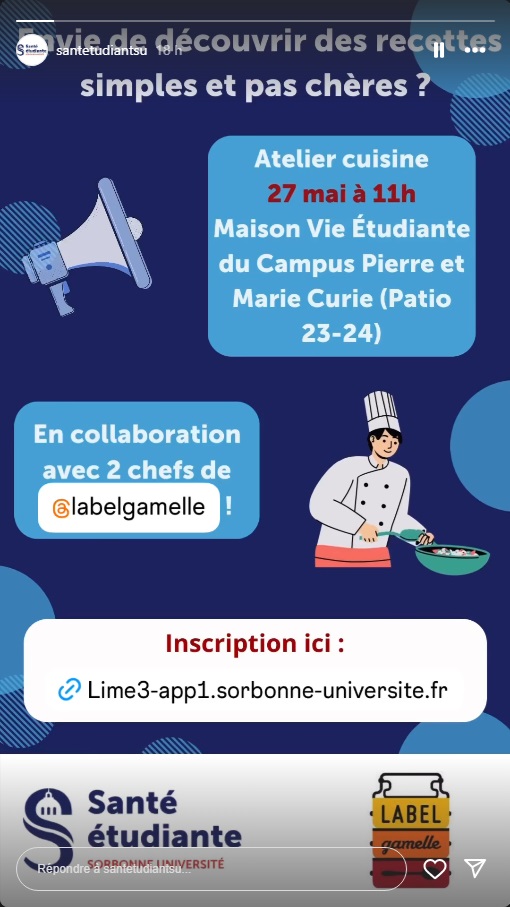 Envie de découvrir des recettes
santetudiantsu 18 h
simples et pas chères ?
Atelier cuisine
27 mai à 11h
Maison Vie Étudiante
du Campus Pierre et
Marie Curie (Patio
23-24)
En collaboration
avec 2 chefs de
@labelgamelle !
Inscription ici :
Lime3-app1.sorbonne-universite.fr
Santé
étudiante
SORBONNE UNIVERSITÉ
Répondre à santetudiantsu...
LABEL
gamelle